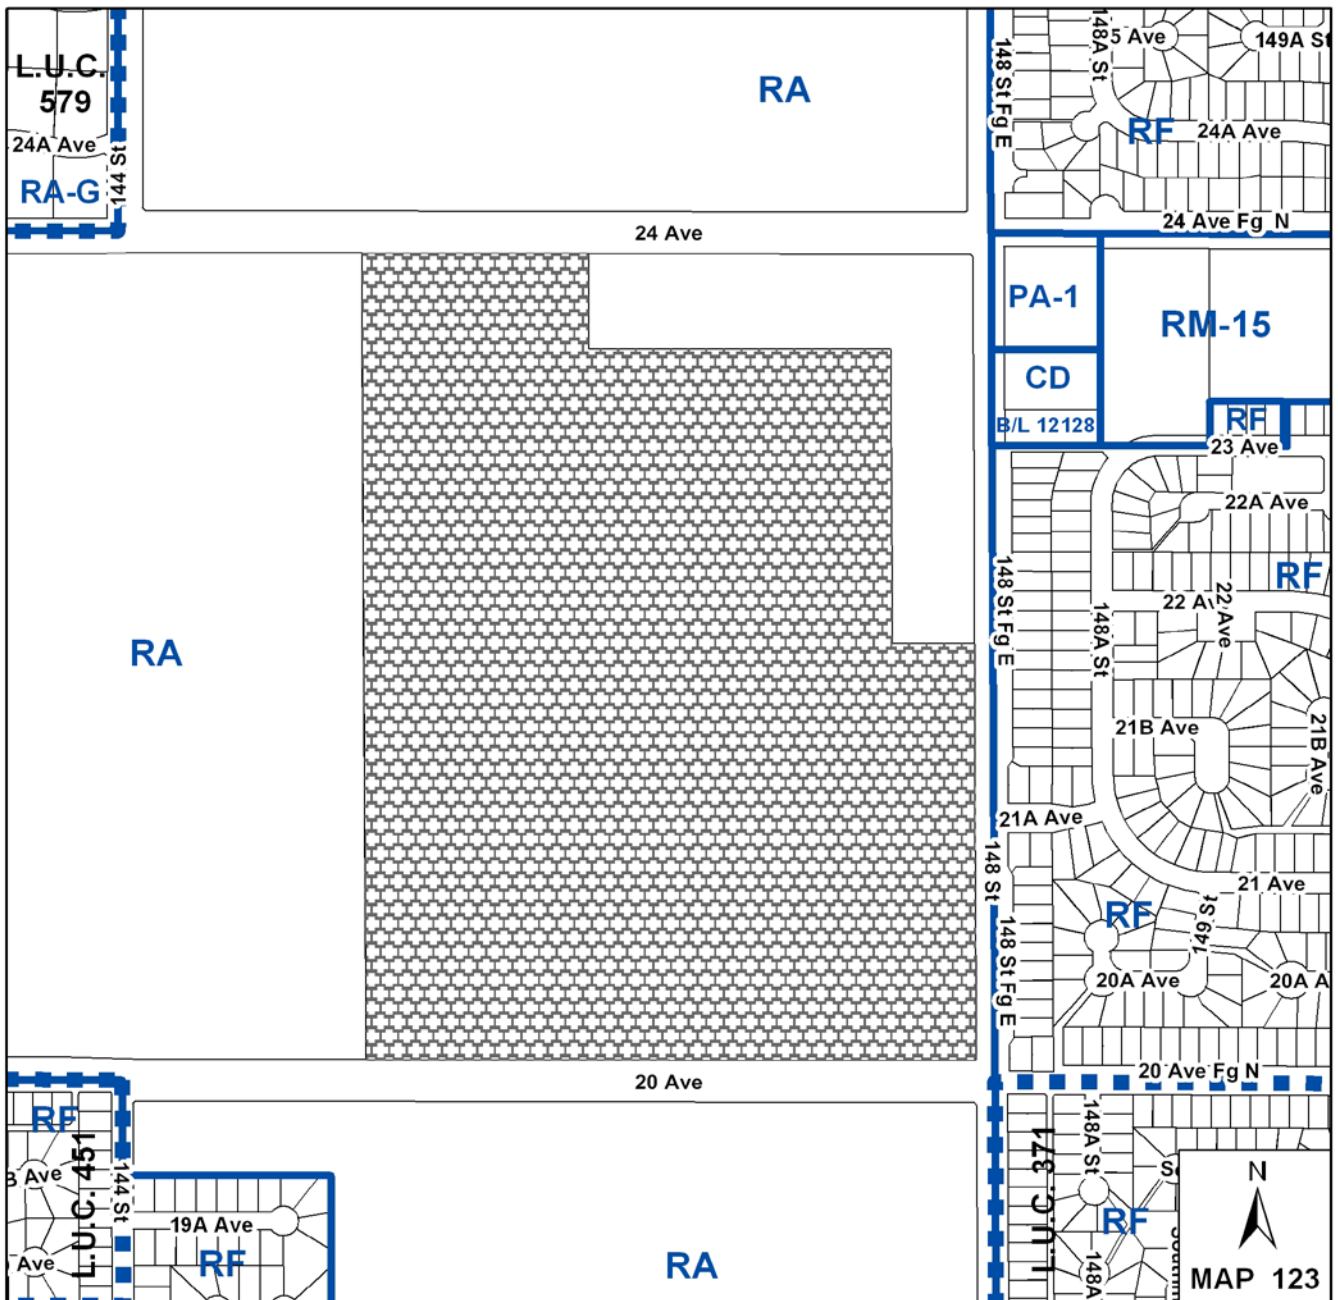 L.U.C.
579
24A Ave
RA-G
144 St
RA
148 St Fg E
148A St
5 Ave
149A St
RF
24A Ave
24 Ave Fg N
24 Ave
PA-1
RM-15
CD
B/L 12128
RF
23 Ave
22A Ave
RF
22 Av
22 Ave
148 St Fg E
148A St
RA
21B Ave
21B Ave
21A Ave
148 St
21 Ave
RF
149 St
148 St Fg E
20A Ave
20A A
20 Ave Fg N
20 Ave
RF
L.U.C. 451
B Ave
144 St
19A Ave
RF
Ave
RA
L.U.C. 371
148A St
RF
148A
N
MAP 123